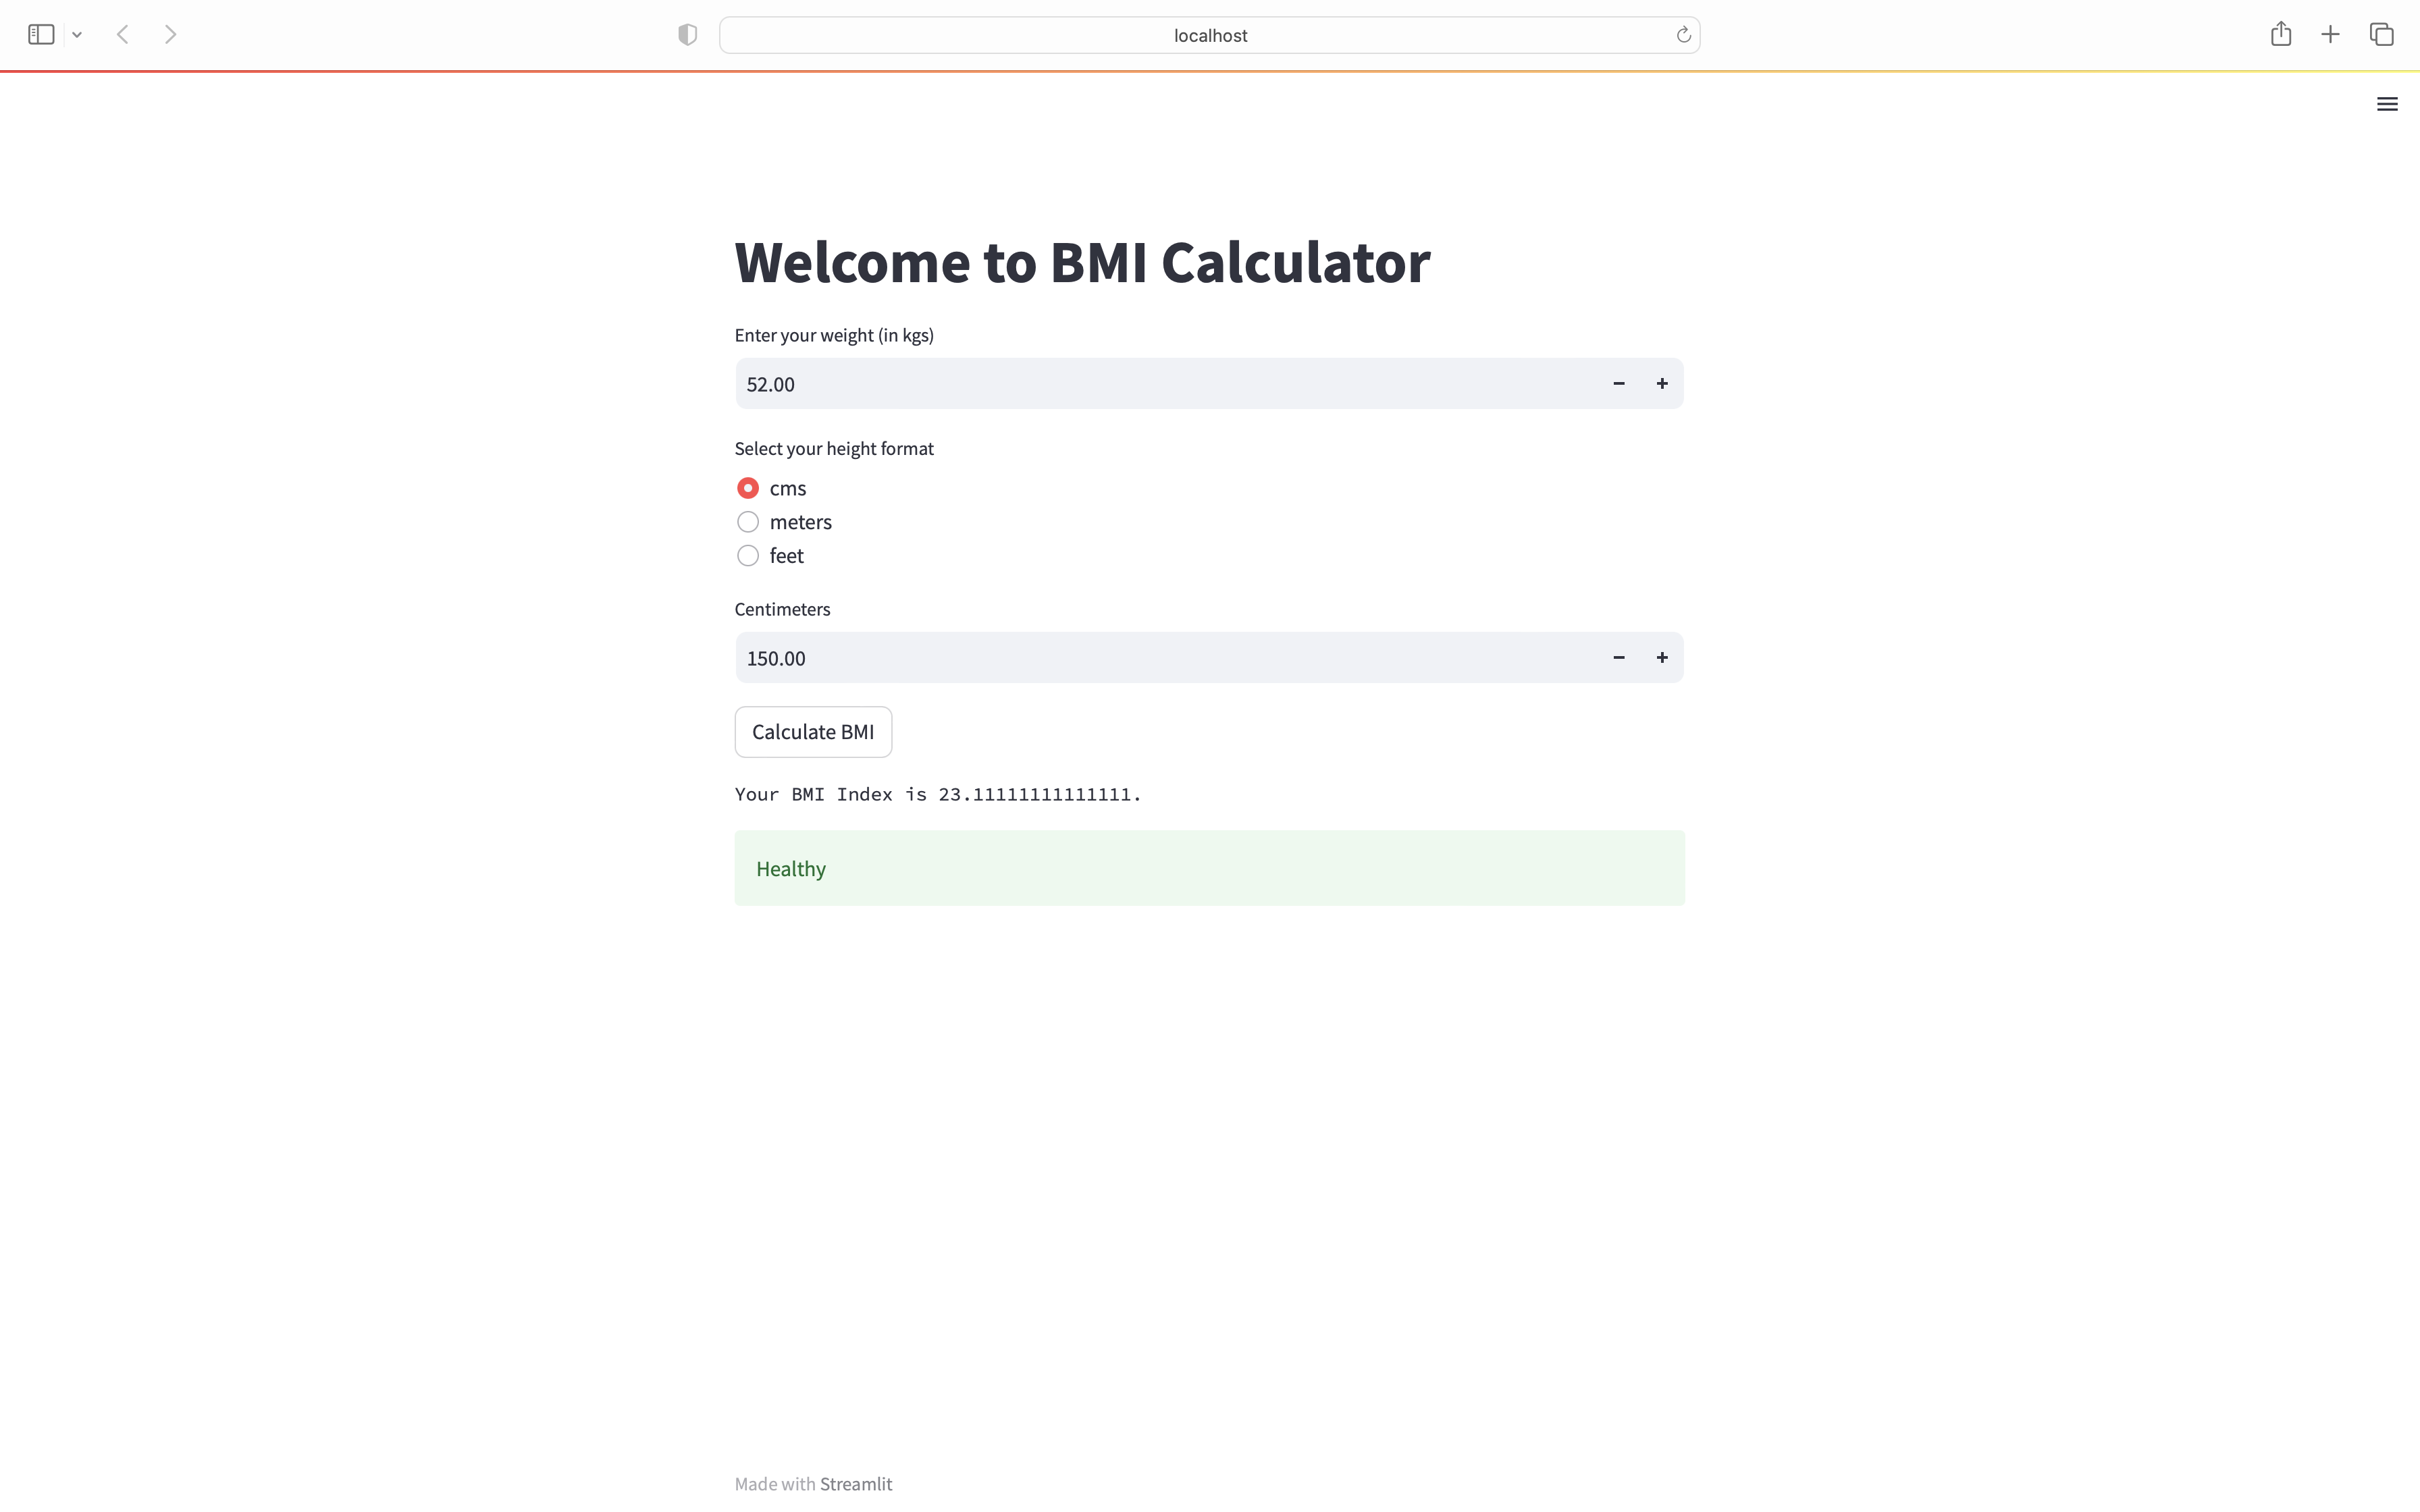 localhost
Welcome to BMI Calculator
Enter your weight (in kgs)
52.00
Select your height format
cms
meters
feet
Centimeters
150.00
Calculate BMI
Your BMI Index is 23.11111111111111.
Healthy
Made with Streamlit